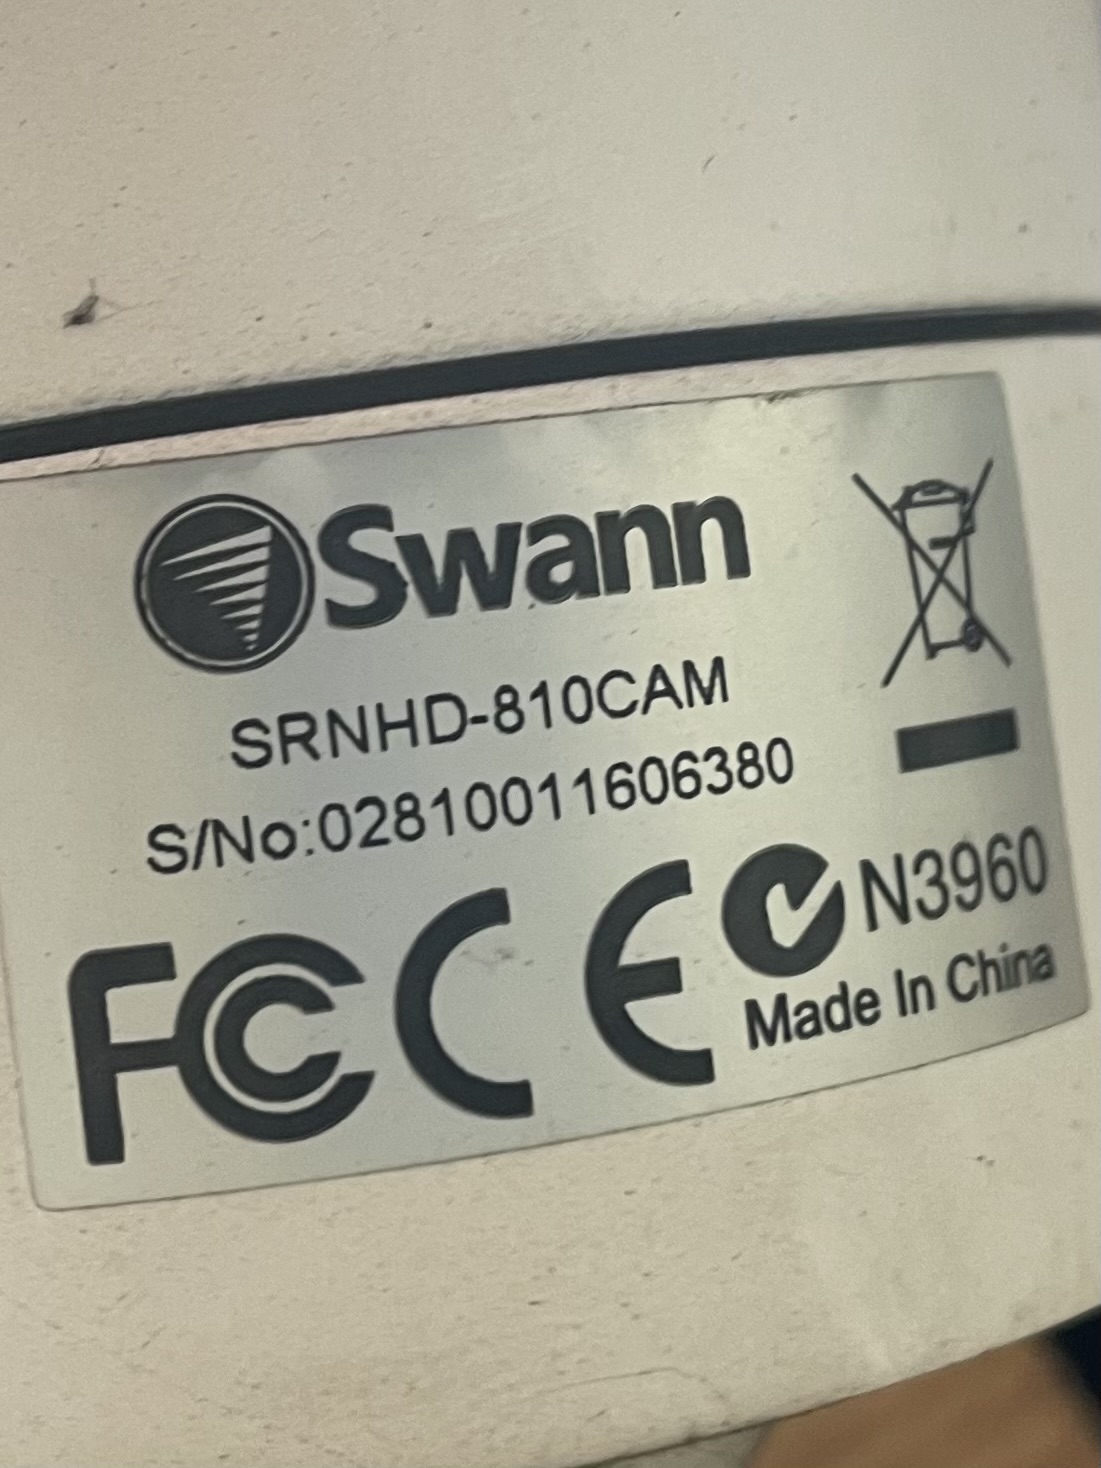 Swann
SRNHD-810CAM
S/No:02810011606380
FC CE N3960
Made In China